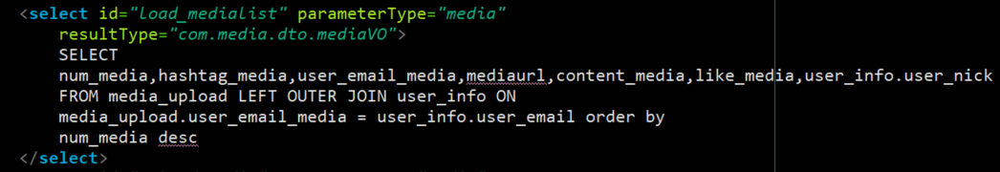 <select id="load_medialist" parameterType="media"
resultType="com.media.dto.mediaVO">
SELECT
num_media,hashtag_media,user_email_media,mediaurl,content_media,like_media,user_info.user_nick
FROM media_upload LEFT OUTER JOIN user_info ON
media_upload.user_email_media = user_info.user_email order by
num_media desc
</select>